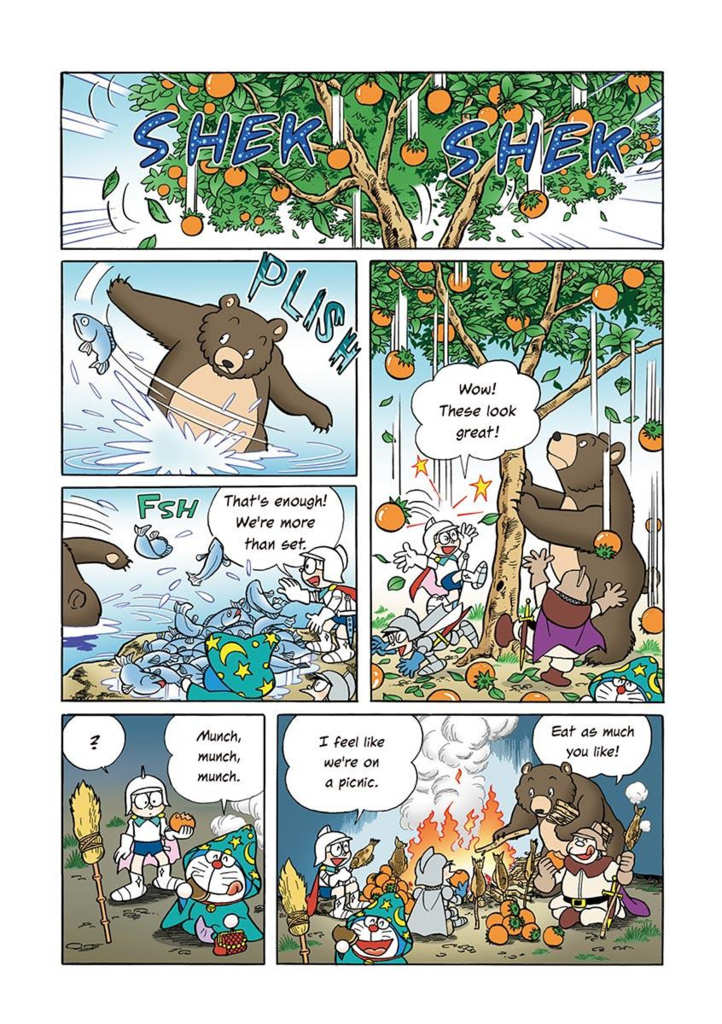 SHEK
SHEK
PLISH
Wow!
These look
great!
FSH
That's enough!
We're more
than set.
?
Munch,
munch,
munch.
I feel like
we're on
a picnic.
Eat as much
you like!